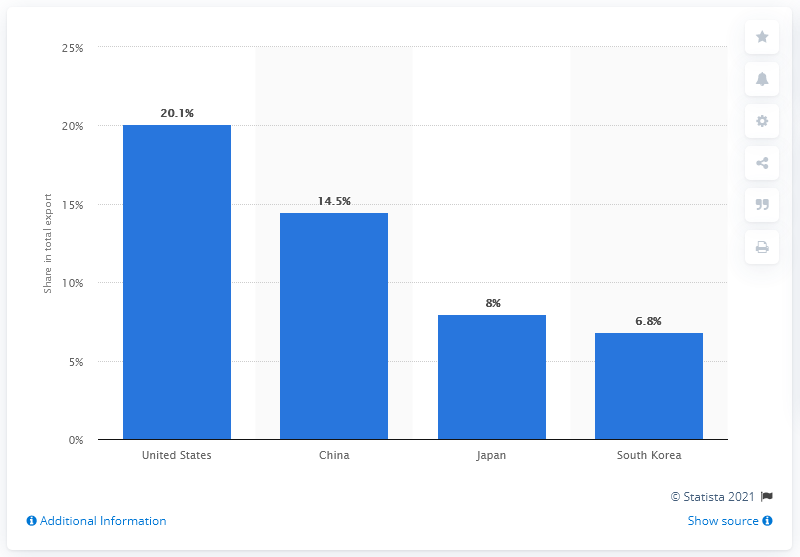 25%
20%
15%
10%
5%
0%
Share in total export
20.1%
14.5%
8%
6.8%
United States
China
Japan
South Korea
© Statista 2021
Additional Information
Show source